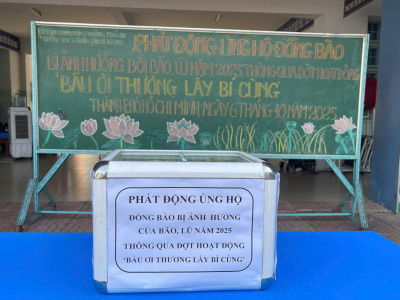 PHÁT ĐỘNG ỦNG HỘ ĐỒNG BÀO
BỊ ẢNH HƯỞNG BỞI BÃO, LŨ NĂM 2025 THÔNG QUA ĐỢT HOẠT ĐỘNG
'BẦU ƠI THƯƠNG LẤY BÍ CÙNG'
THÀNH PHỐ HỒ CHÍ MINH, NGÀY 6 THÁNG 10 NĂM 2025
PHÁT ĐỘNG ỦNG HỘ
ĐỒNG BÀO BỊ ẢNH HƯỞNG
CỦA BÃO, LŨ NĂM 2025
THÔNG QUA ĐỢT HOẠT ĐỘNG
'BẦU ƠI THƯƠNG LẤY BÍ CÙNG'